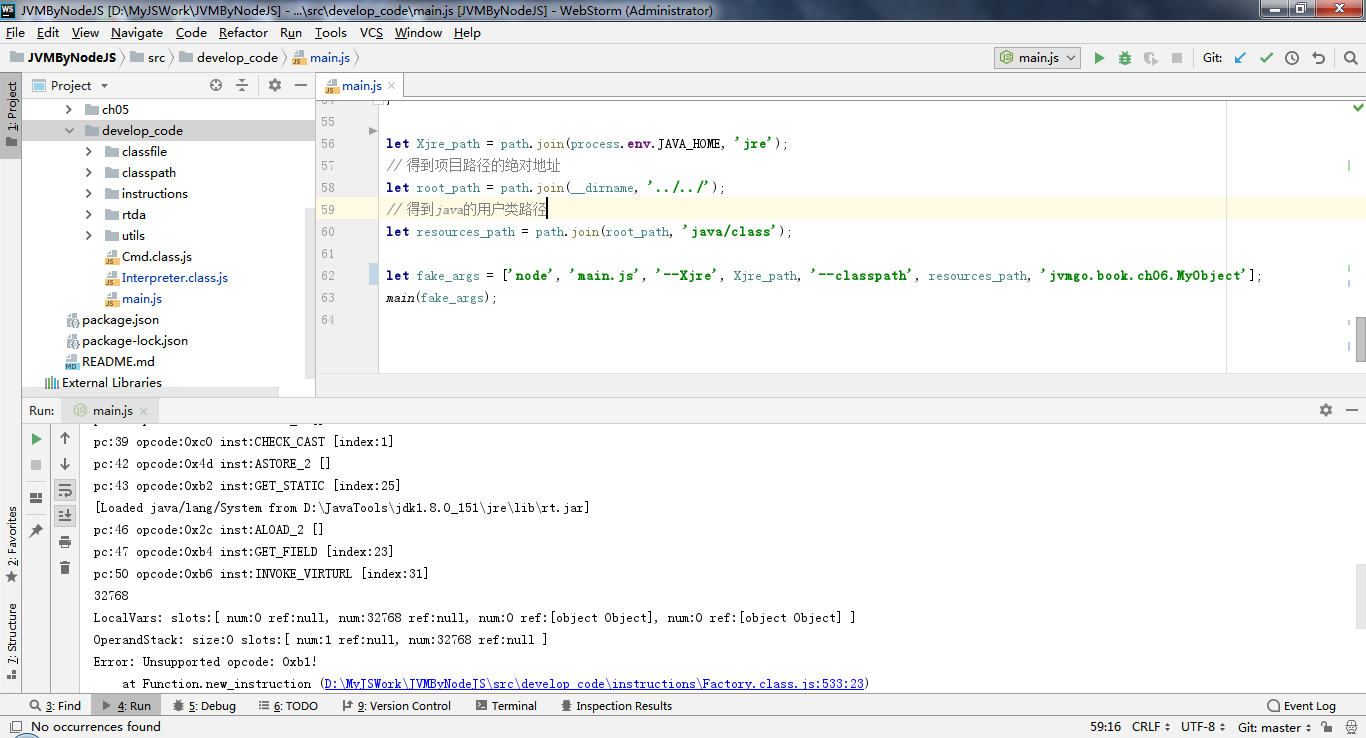 JVMByNodeJS [D:\MyJSWork\JVMByNodeJS] - ...\src\develop_code\main.js [JVMByNodeJS] - WebStorm (Administrator)
File Edit View Navigate Code Refactor Run Tools VCS Window Help
JVMByNodeJS src develop_code main.js
main.js Git:
1: Project
Project
ch05
develop_code
classfile
classpath
instructions
rtda
utils
Cmd.class.js
Interpreter.class.js
main.js
package.json
package-lock.json
README.md
External Libraries
main.js
55
56 let Xjre_path = path.join(process.env.JAVA_HOME, 'jre');
57 // 得到项目路径的绝对地址
58 let root_path = path.join(__dirname, '../../');
59 // 得到java的用户类路径
60 let resources_path = path.join(root_path, 'java/class');
61
62 let fake_args = ['node', 'main.js', '--Xjre', Xjre_path, '--classpath', resources_path, 'jvmgo.book.ch06.MyObject'];
63 main(fake_args);
64
Run: main.js
pc:39 opcode:0xc0 inst:CHECK_CAST [index:1]
pc:42 opcode:0x4d inst:ASTORE_2 []
pc:43 opcode:0xb2 inst:GET_STATIC [index:25]
[Loaded java/lang/System from D:\JavaTools\jdk1.8.0_151\jre\lib\rt.jar]
pc:46 opcode:0x2c inst:ALOAD_2 []
pc:47 opcode:0xb4 inst:GET_FIELD [index:23]
pc:50 opcode:0xb6 inst:INVOKE_VIRTURL [index:31]
32768
LocalVars: slots:[ num:0 ref:null, num:32768 ref:null, num:0 ref:[object Object], num:0 ref:[object Object] ]
OperandStack: size:0 slots:[ num:1 ref:null, num:32768 ref:null ]
Error: Unsupported opcode: 0xb1!
at Function.new_instruction (D:\MyJSWork\JVMByNodeJS\src\develop_code\instructions\Factory.class.js:533:23)
2: Favorites
7: Structure
3: Find 4: Run 5: Debug 6: TODO 9: Version Control Terminal Inspection Results Event Log
No occurrences found 59:16 CRLF UTF-8 Git: master